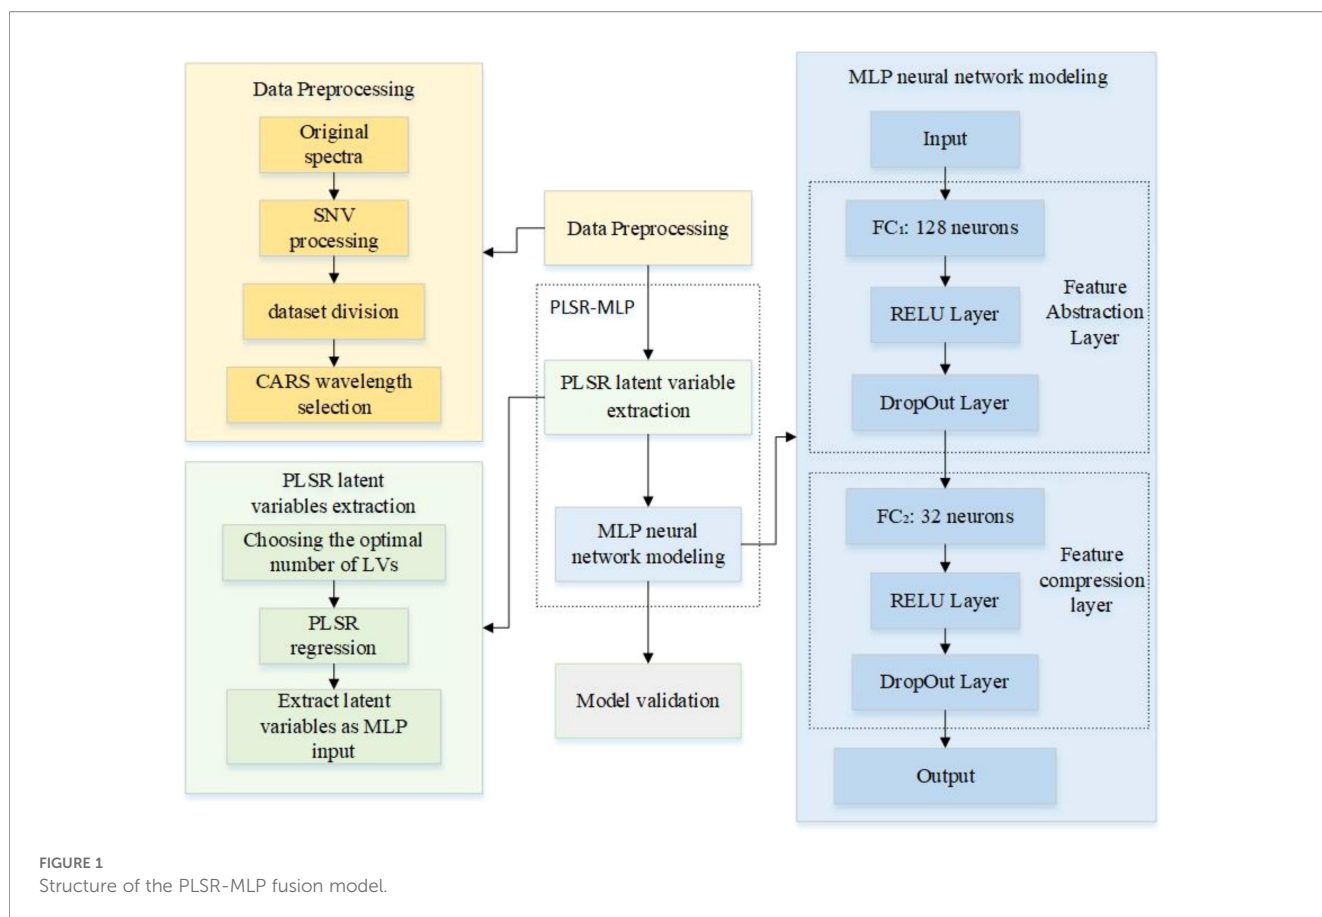 Data Preprocessing
Original
spectra
SNV
processing
dataset division
CARS wavelength
selection
PLSR latent
variables extraction
Choosing the optimal
number of LVs
PLSR
regression
Extract latent
variables as MLP
input
Data Preprocessing
PLSR-MLP
PLSR latent variable
extraction
MLP neural
network modeling
Model validation
MLP neural network modeling
Input
FC₁: 128 neurons
RELU Layer
DropOut Layer
Feature
Abstraction
Layer
FC₂: 32 neurons
RELU Layer
DropOut Layer
Feature
compression
layer
Output
FIGURE 1
Structure of the PLSR-MLP fusion model.